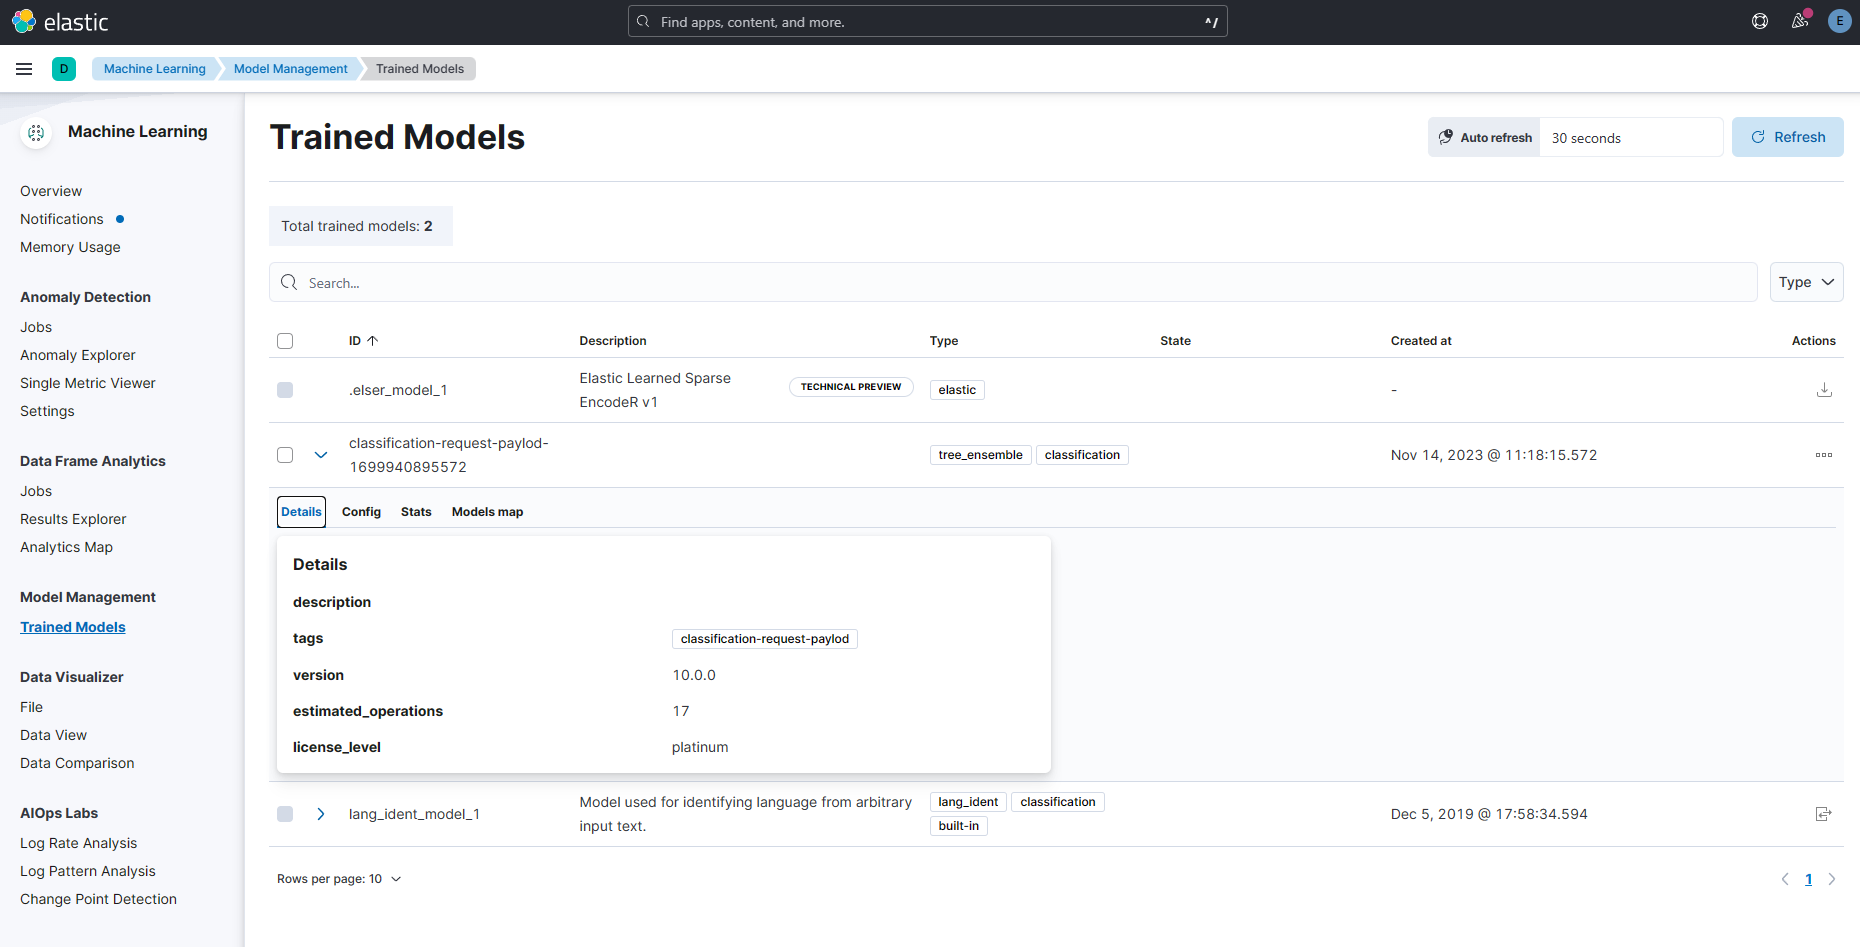 elastic
Find apps, content, and more.
^/
E
D
Machine Learning
Model Management
Trained Models
Machine Learning
Overview
Notifications
Memory Usage
Anomaly Detection
Jobs
Anomaly Explorer
Single Metric Viewer
Settings
Data Frame Analytics
Jobs
Results Explorer
Analytics Map
Model Management
Trained Models
Data Visualizer
File
Data View
Data Comparison
AIOps Labs
Log Rate Analysis
Log Pattern Analysis
Change Point Detection
Trained Models
Auto refresh
30 seconds
Refresh
Total trained models: 2
Search...
Type
ID Description Type State Created at Actions
.elser_model_1
Elastic Learned Sparse
EncodeR v1
TECHNICAL PREVIEW
elastic
-
classification-request-paylod-
1699940895572
tree_ensemble classification
Nov 14, 2023 @ 11:18:15.572
Details Config Stats Models map
Details
description
tags classification-request-paylod
version 10.0.0
estimated_operations 17
license_level platinum
lang_ident_model_1
Model used for identifying language from arbitrary
input text.
lang_ident classification
built-in
Dec 5, 2019 @ 17:58:34.594
Rows per page: 10
1